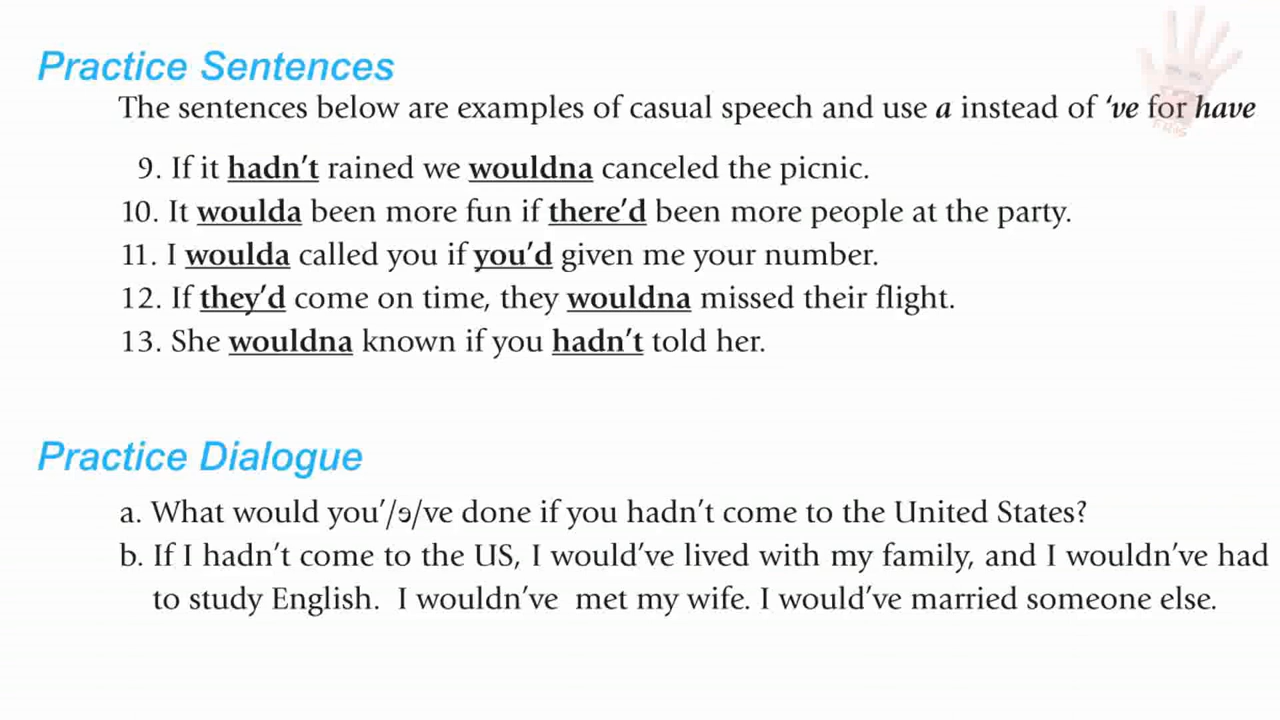 Practice Sentences
The sentences below are examples of casual speech and use a instead of ‘ve for have
9. If it hadn’t rained we wouldna canceled the picnic.
10. It woulda been more fun if there’d been more people at the party.
11. I woulda called you if you’d given me your number.
12. If they’d come on time, they wouldna missed their flight.
13. She wouldna known if you hadn’t told her.
Practice Dialogue
a. What would you’/ɘ/ve done if you hadn’t come to the United States?
b. If I hadn’t come to the US, I would’ve lived with my family, and I wouldn’ve had
to study English.  I wouldn’ve  met my wife. I would’ve married someone else.